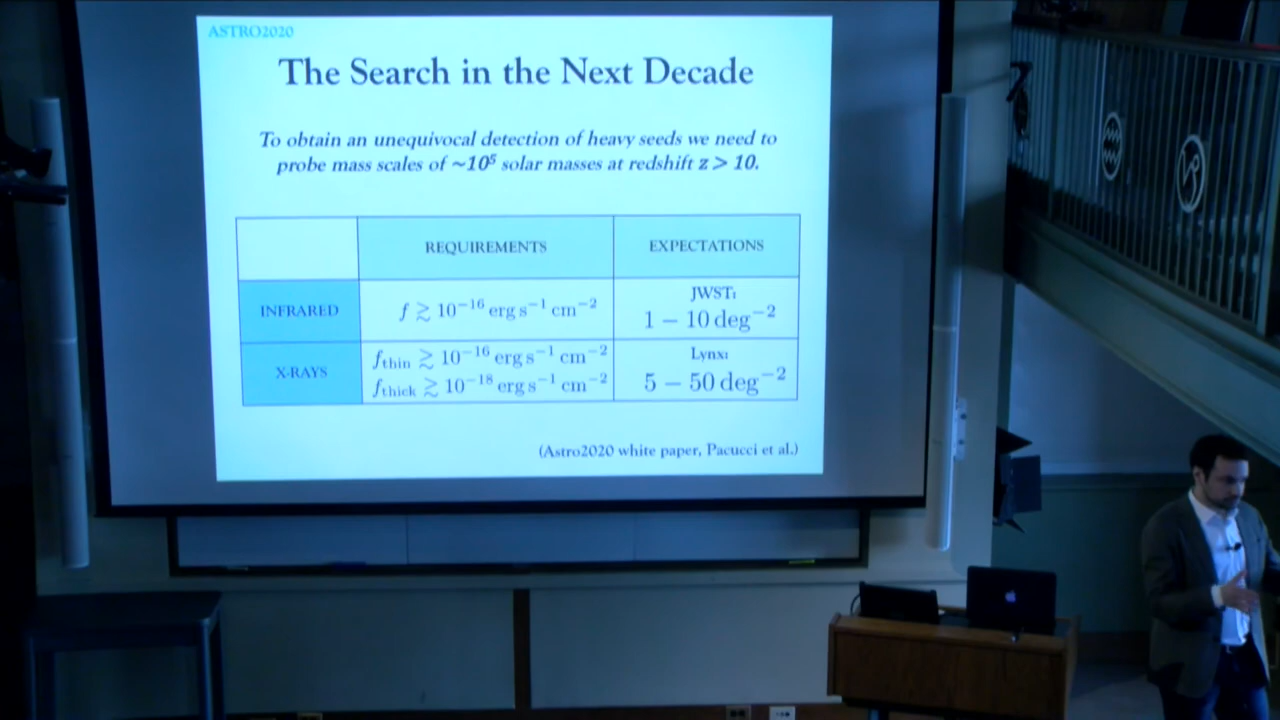 ASTRO2020
The Search in the Next Decade
To obtain an unequivocal detection of heavy seeds we need to
probe mass scales of ~10⁵ solar masses at redshift z > 10.
REQUIREMENTS EXPECTATIONS
INFRARED f ≳ 10⁻¹⁶ erg s⁻¹ cm⁻² JWST:
1 − 10 deg⁻²
X-RAYS f_thin ≳ 10⁻¹⁶ erg s⁻¹ cm⁻² Lynx:
f_thick ≳ 10⁻¹⁸ erg s⁻¹ cm⁻² 5 − 50 deg⁻²
(Astro2020 white paper, Pacucci et al.)